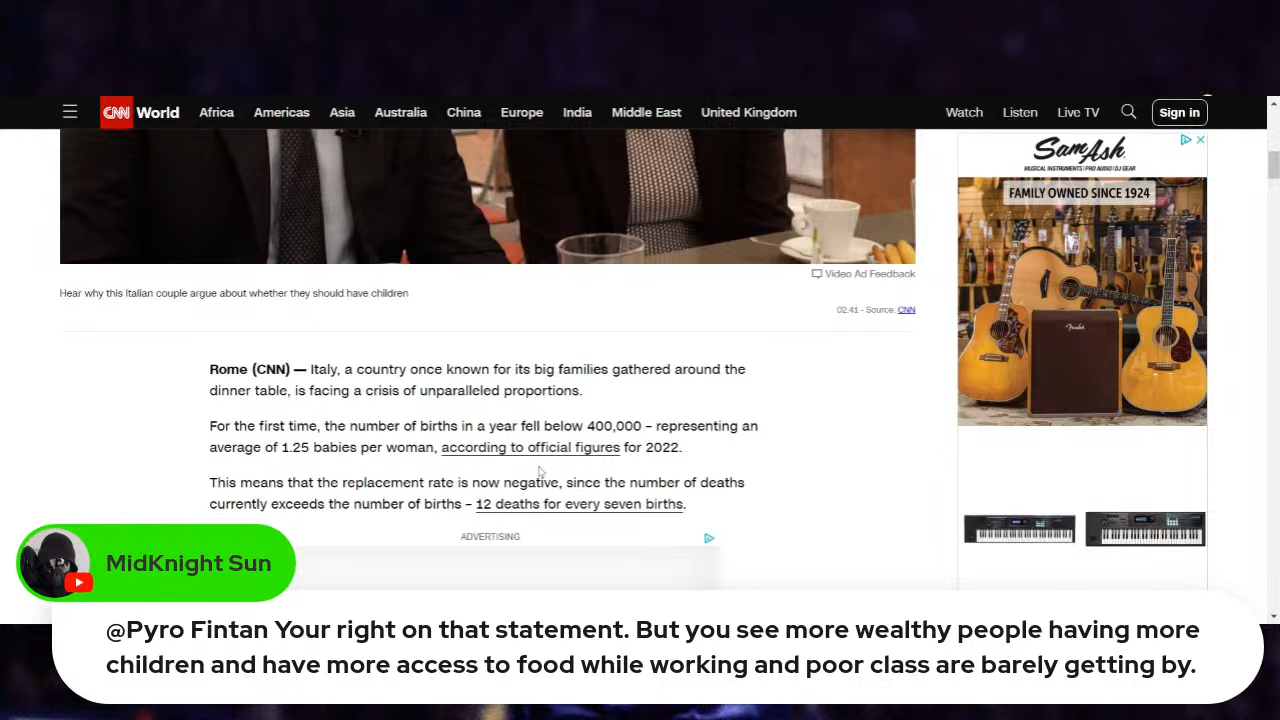 CNN World Africa Americas Asia Australia China Europe India Middle East United Kingdom Watch Listen Live TV Sign in
Sam Ash
MUSICAL INSTRUMENTS | PRO AUDIO | DJ GEAR
FAMILY OWNED SINCE 1924
Fender
Video Ad Feedback
Hear why this Italian couple argue about whether they should have children
02:41 - Source: CNN
Rome (CNN) — Italy, a country once known for its big families gathered around the
dinner table, is facing a crisis of unparalleled proportions.
For the first time, the number of births in a year fell below 400,000 – representing an
average of 1.25 babies per woman, according to official figures for 2022.
This means that the replacement rate is now negative, since the number of deaths
currently exceeds the number of births – 12 deaths for every seven births.
ADVERTISING
MidKnight Sun
@Pyro Fintan Your right on that statement. But you see more wealthy people having more
children and have more access to food while working and poor class are barely getting by.